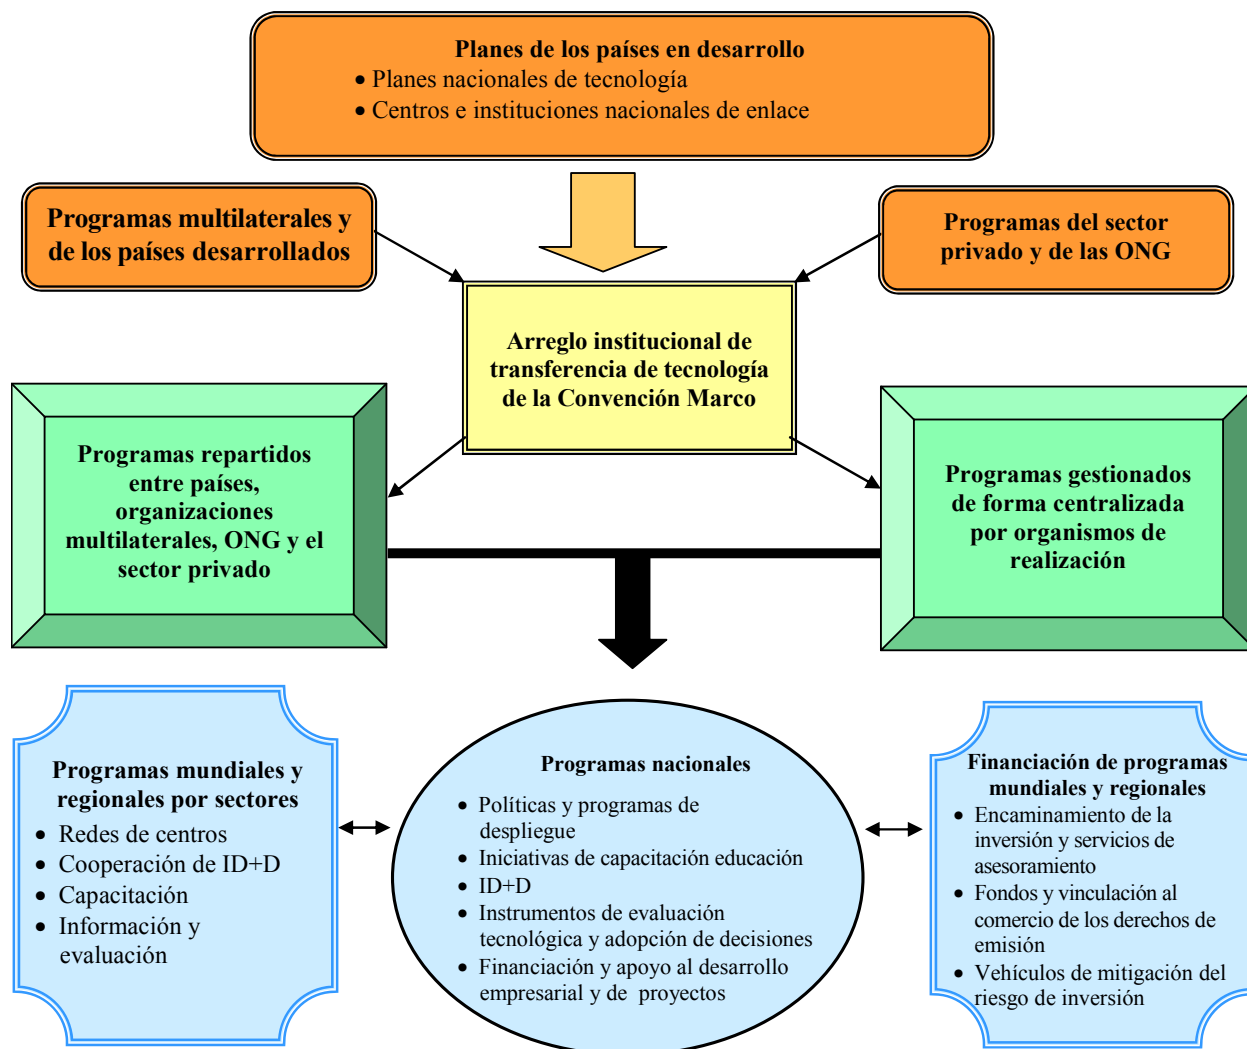 Planes de los países en desarrollo
• Planes nacionales de tecnología
• Centros e instituciones nacionales de enlace
Programas multilaterales y
de los países desarrollados
Programas del sector
privado y de las ONG
Arreglo institucional de
transferencia de tecnología
de la Convención Marco
Programas repartidos
entre países,
organizaciones
multilaterales, ONG y el
sector privado
Programas gestionados
de forma centralizada
por organismos de
realización
Programas mundiales y
regionales por sectores
• Redes de centros
• Cooperación de ID+D
• Capacitación
• Información y
evaluación
Programas nacionales
• Políticas y programas de
despliegue
• Iniciativas de capacitación educación
• ID+D
• Instrumentos de evaluación
tecnológica y adopción de decisiones
• Financiación y apoyo al desarrollo
empresarial y de proyectos
Financiación de programas
mundiales y regionales
• Encaminamiento de la
inversión y servicios de
asesoramiento
• Fondos y vinculación al
comercio de los derechos de
emisión
• Vehículos de mitigación del
riesgo de inversión